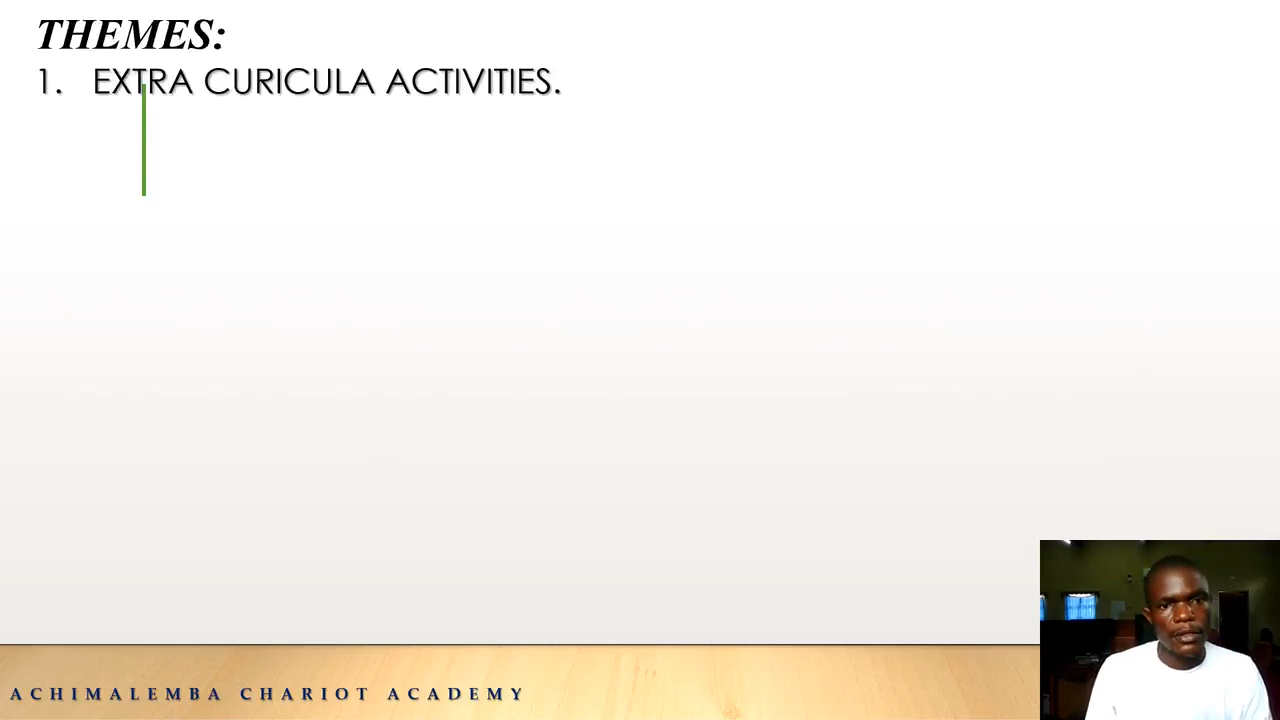 THEMES:
1. EXTRA CURICULA ACTIVITIES.
ACHIMALEMBA CHARIOT ACADEMY